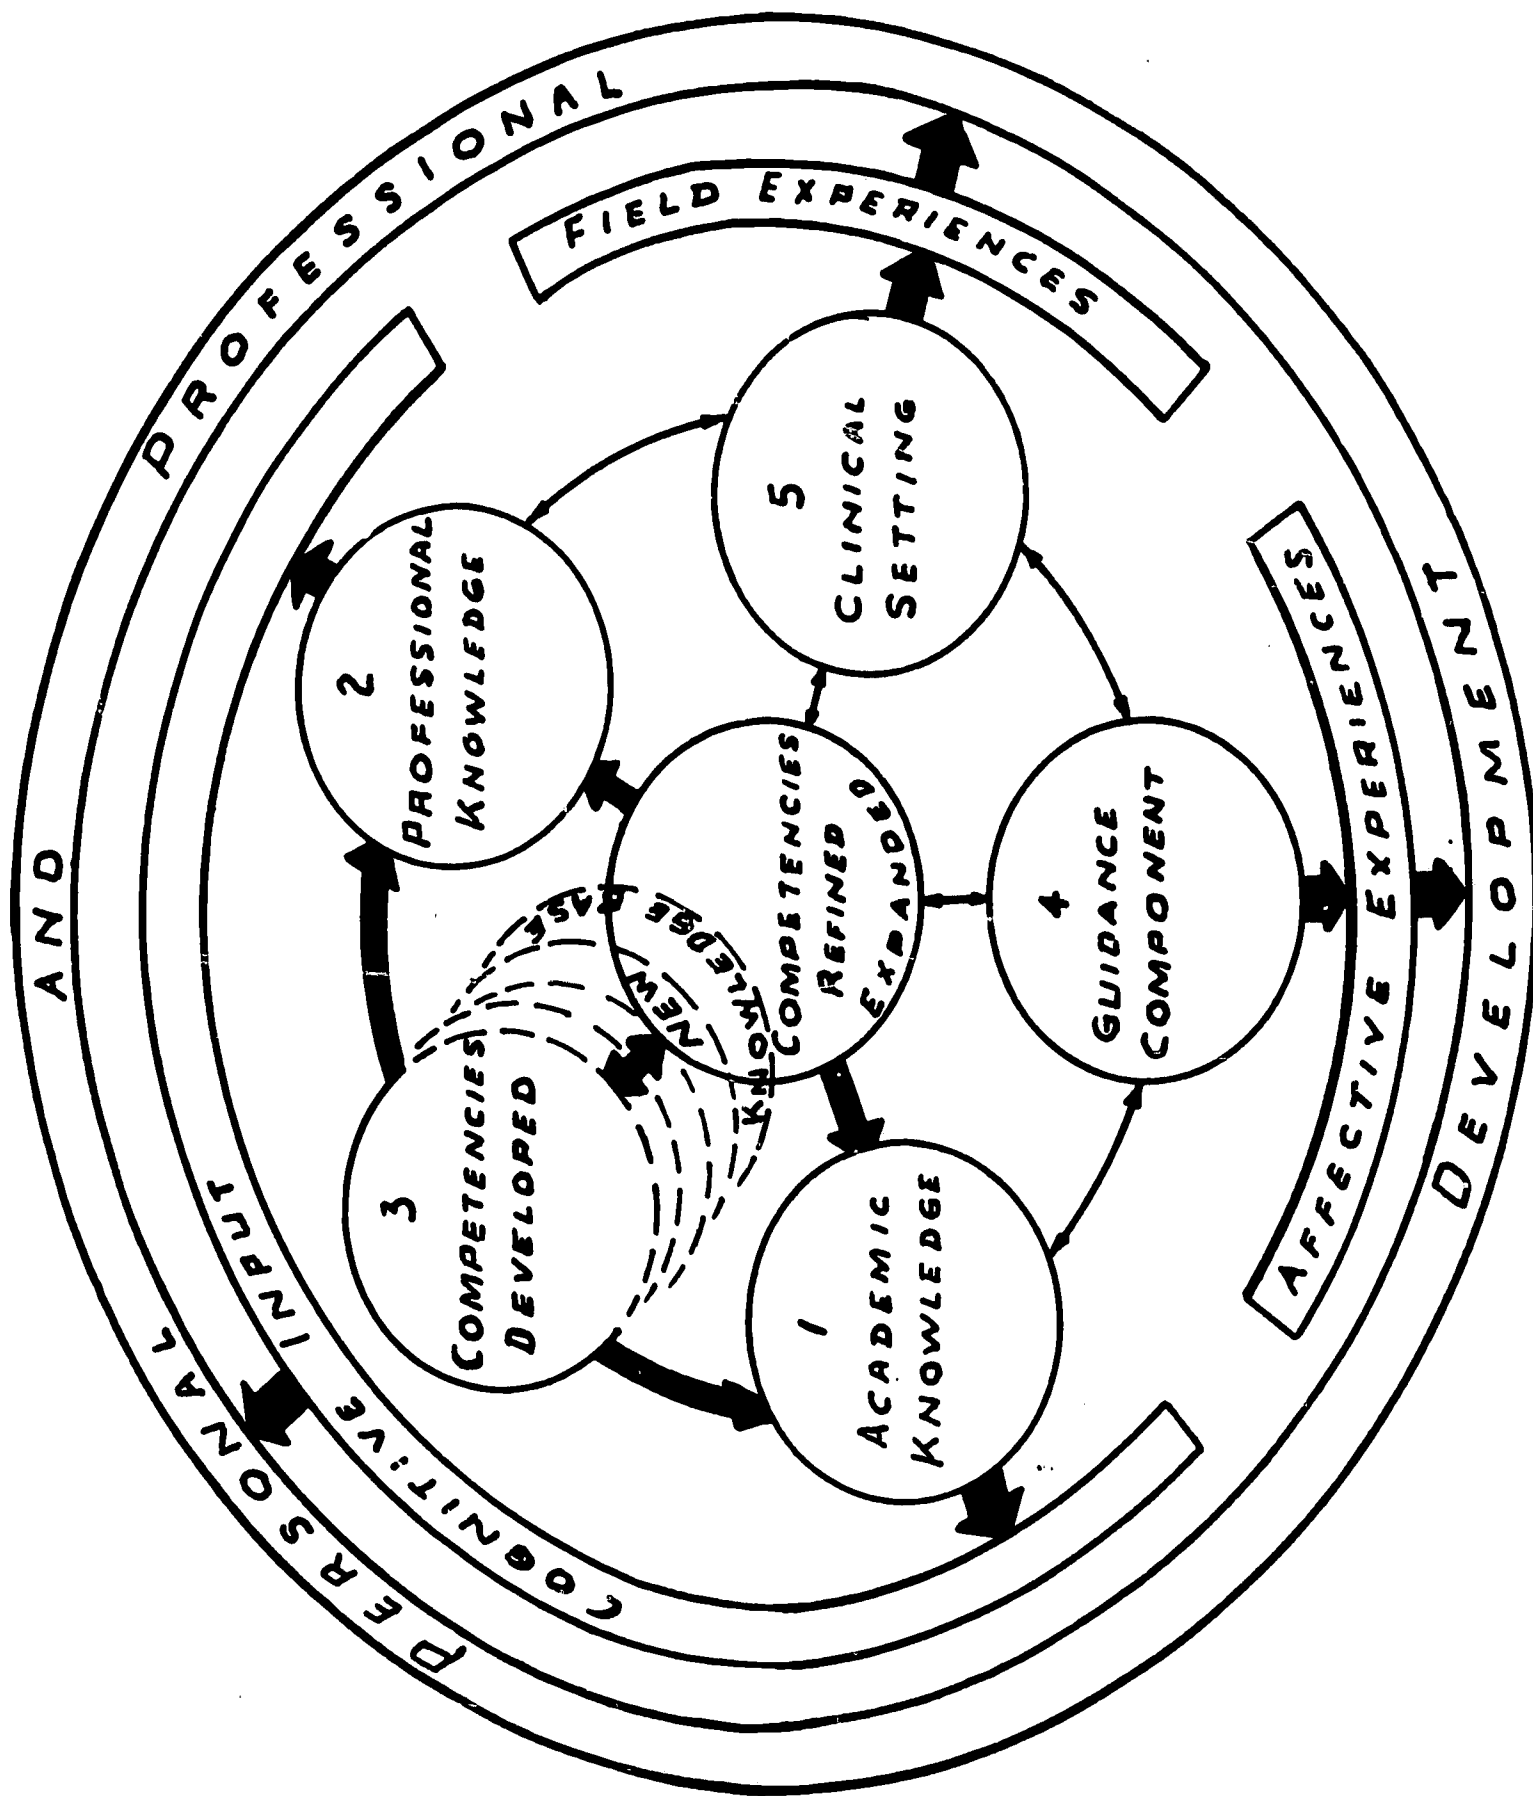 PERSONAL AND PROFESSIONAL
DEVELOPMENT
COGNITIVE INPUT
FIELD EXPERIENCES
AFFECTIVE EXPERIENCES
3
COMPETENCIES
DEVELOPED
2
PROFESSIONAL
KNOWLEDGE
NEW
KNOWLEDGE BASE
COMPETENCIES
REFINED
EXPANDED
1
ACADEMIC
KNOWLEDGE
5
CLINICAL
SETTING
4
GUIDANCE
COMPONENT